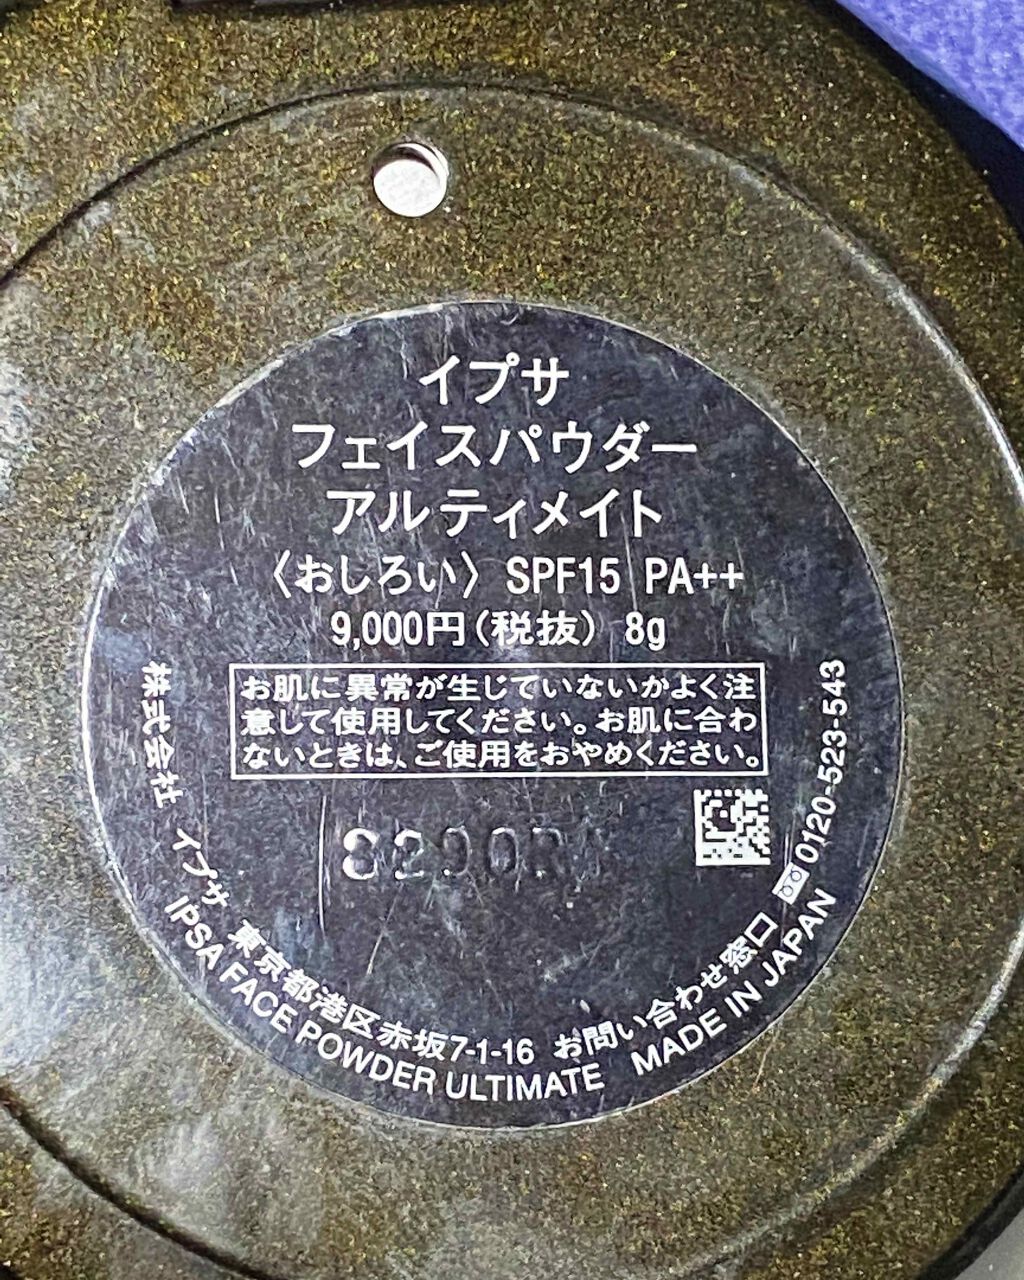 イプサ
フェイスパウダー
アルティメイト
〈おしろい〉 SPF15 PA++
9,000円(税抜) 8g
お肌に異常が生じていないかよく注
意して使用してください。お肌に合わ
ないときは、ご使用をおやめください。
株式会社 イプサ 東京都港区赤坂7-1-16 お問い合わせ窓口 0120-523-543
IPSA FACE POWDER ULTIMATE MADE IN JAPAN